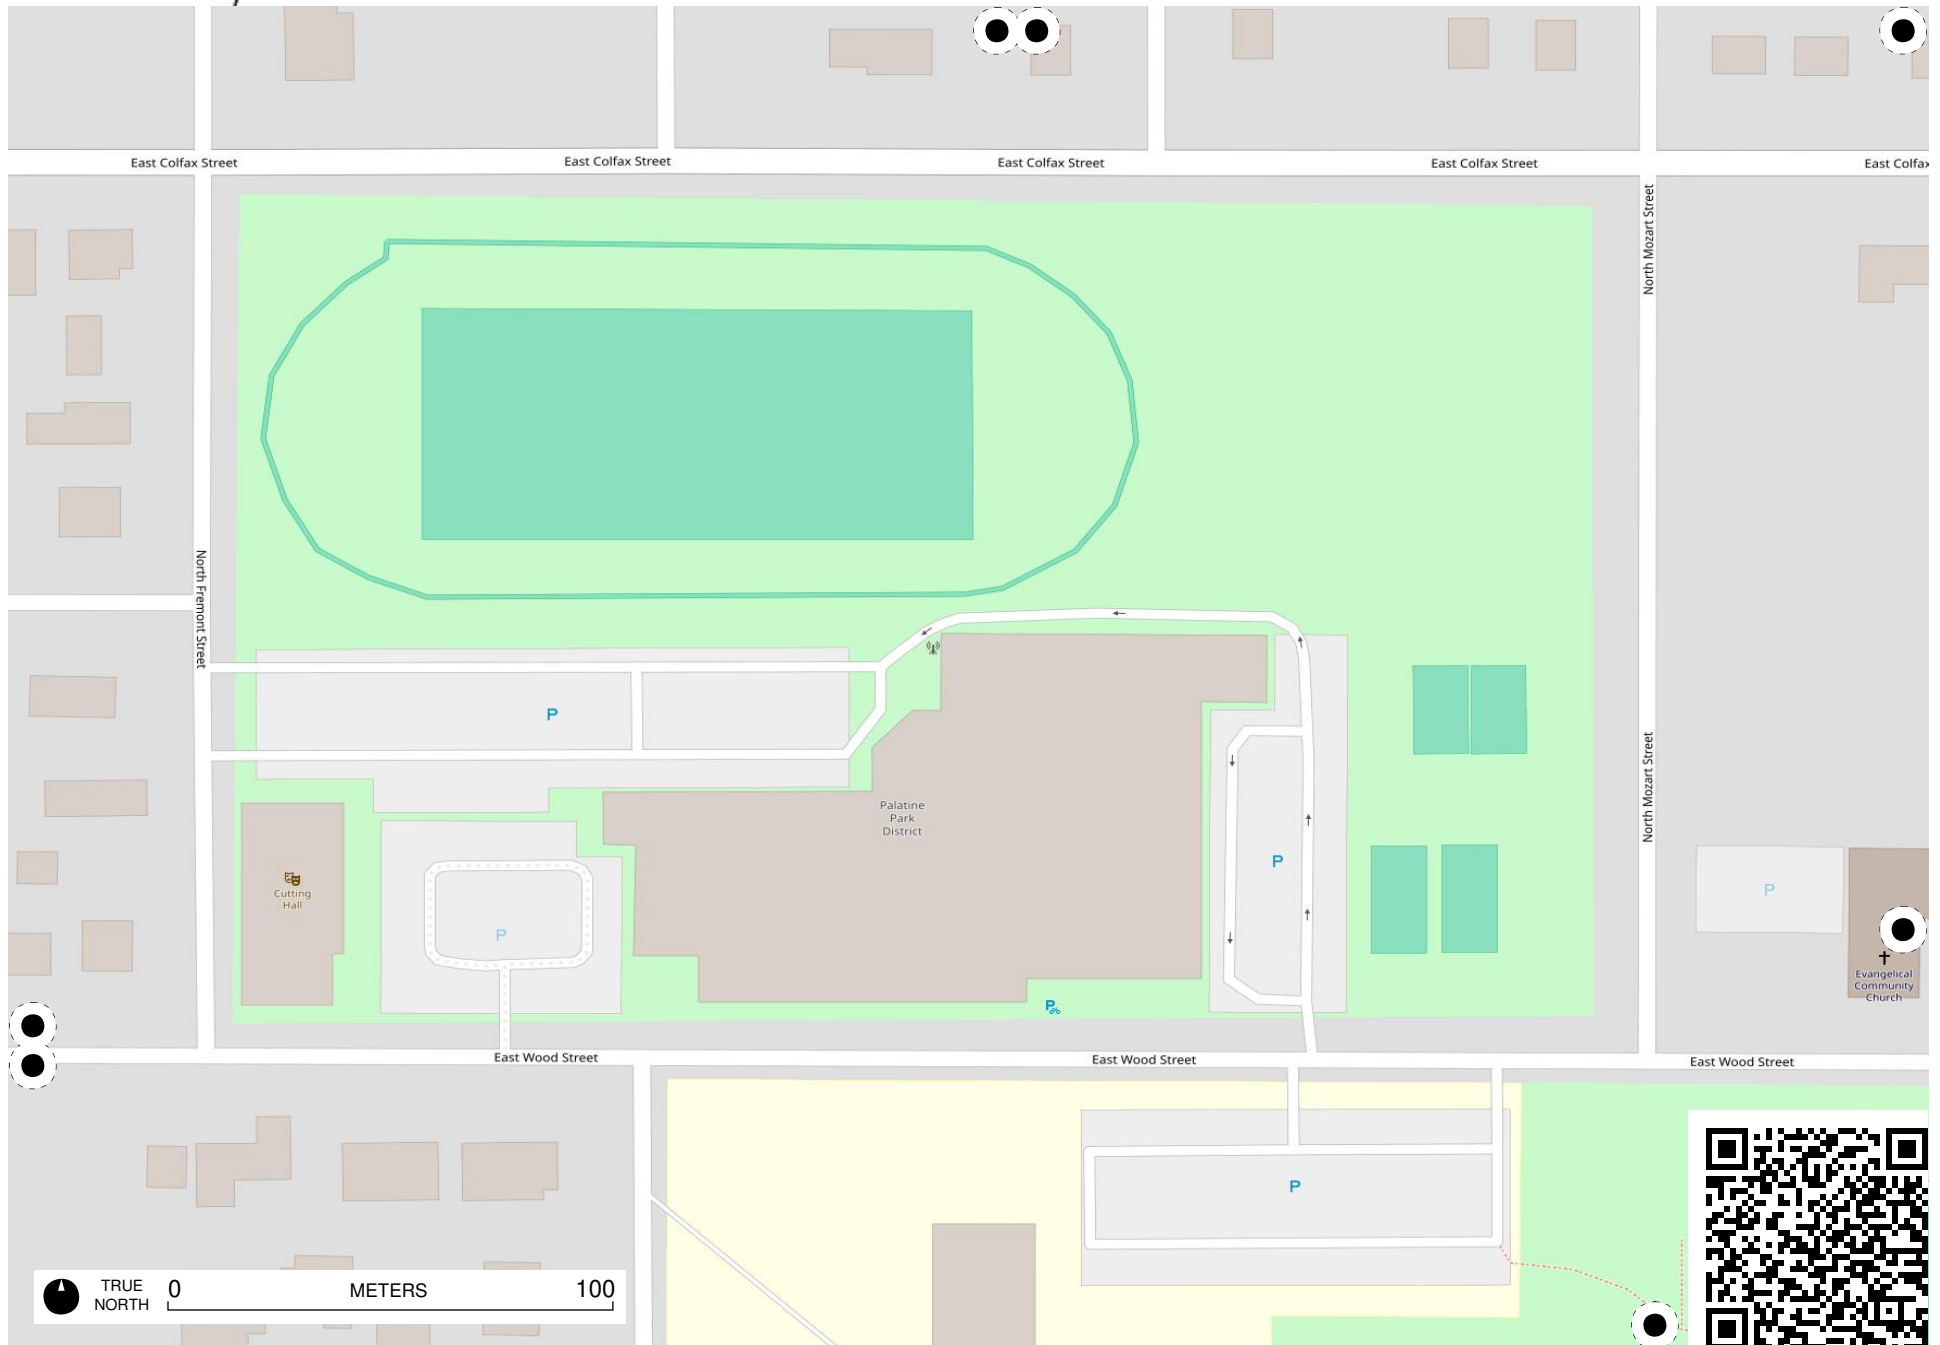 East Colfax Street
East Colfax Street
East Colfax Street
East Colfax Street
East Colfax
North Mozart Street
North Fremont Street
P
North Mozart Street
Palatine
Park
District
P
Cutting
Hall
P
P
Evangelical
Community
Church
P
East Wood Street
East Wood Street
East Wood Street
P
TRUE
NORTH
0
METERS
100